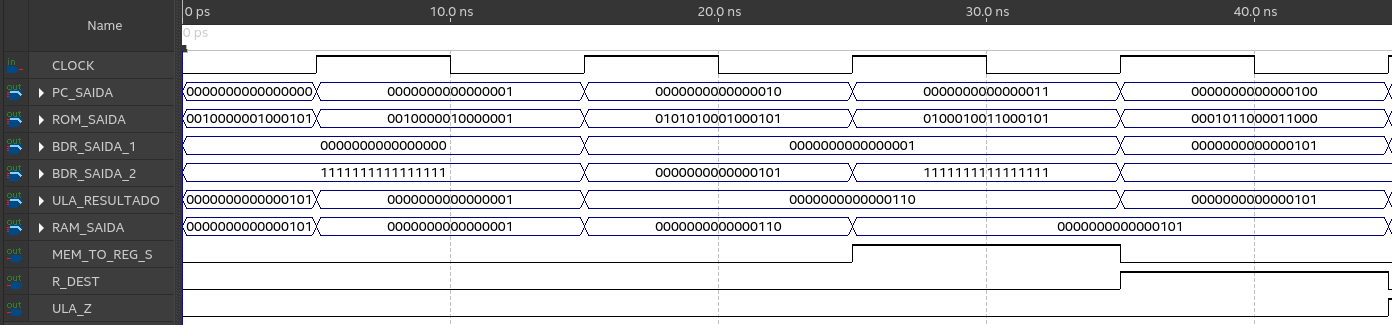 Name 0 ps 10.0 ns 20.0 ns 30.0 ns 40.0 ns
0 ps
in CLOCK
out PC_SAIDA 0000000000000000 0000000000000001 0000000000000010 0000000000000011 0000000000000100
out ROM_SAIDA 0010000001000101 0010000010000001 0101010001000101 0100010011000101 0001011000011000
out BDR_SAIDA_1 0000000000000000 0000000000000001 0000000000000101
out BDR_SAIDA_2 1111111111111111 0000000000000101 1111111111111111
out ULA_RESULTADO 0000000000000101 0000000000000001 0000000000000110 0000000000000101
out RAM_SAIDA 0000000000000101 0000000000000001 0000000000000110 0000000000000101
out MEM_TO_REG_S
out R_DEST
out ULA_Z